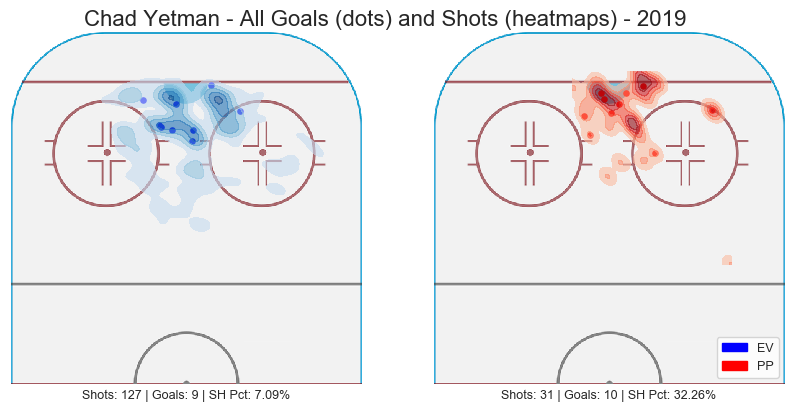 Chad Yetman - All Goals (dots) and Shots (heatmaps) - 2019
EV
PP
Shots: 127 | Goals: 9 | SH Pct: 7.09%
Shots: 31 | Goals: 10 | SH Pct: 32.26%